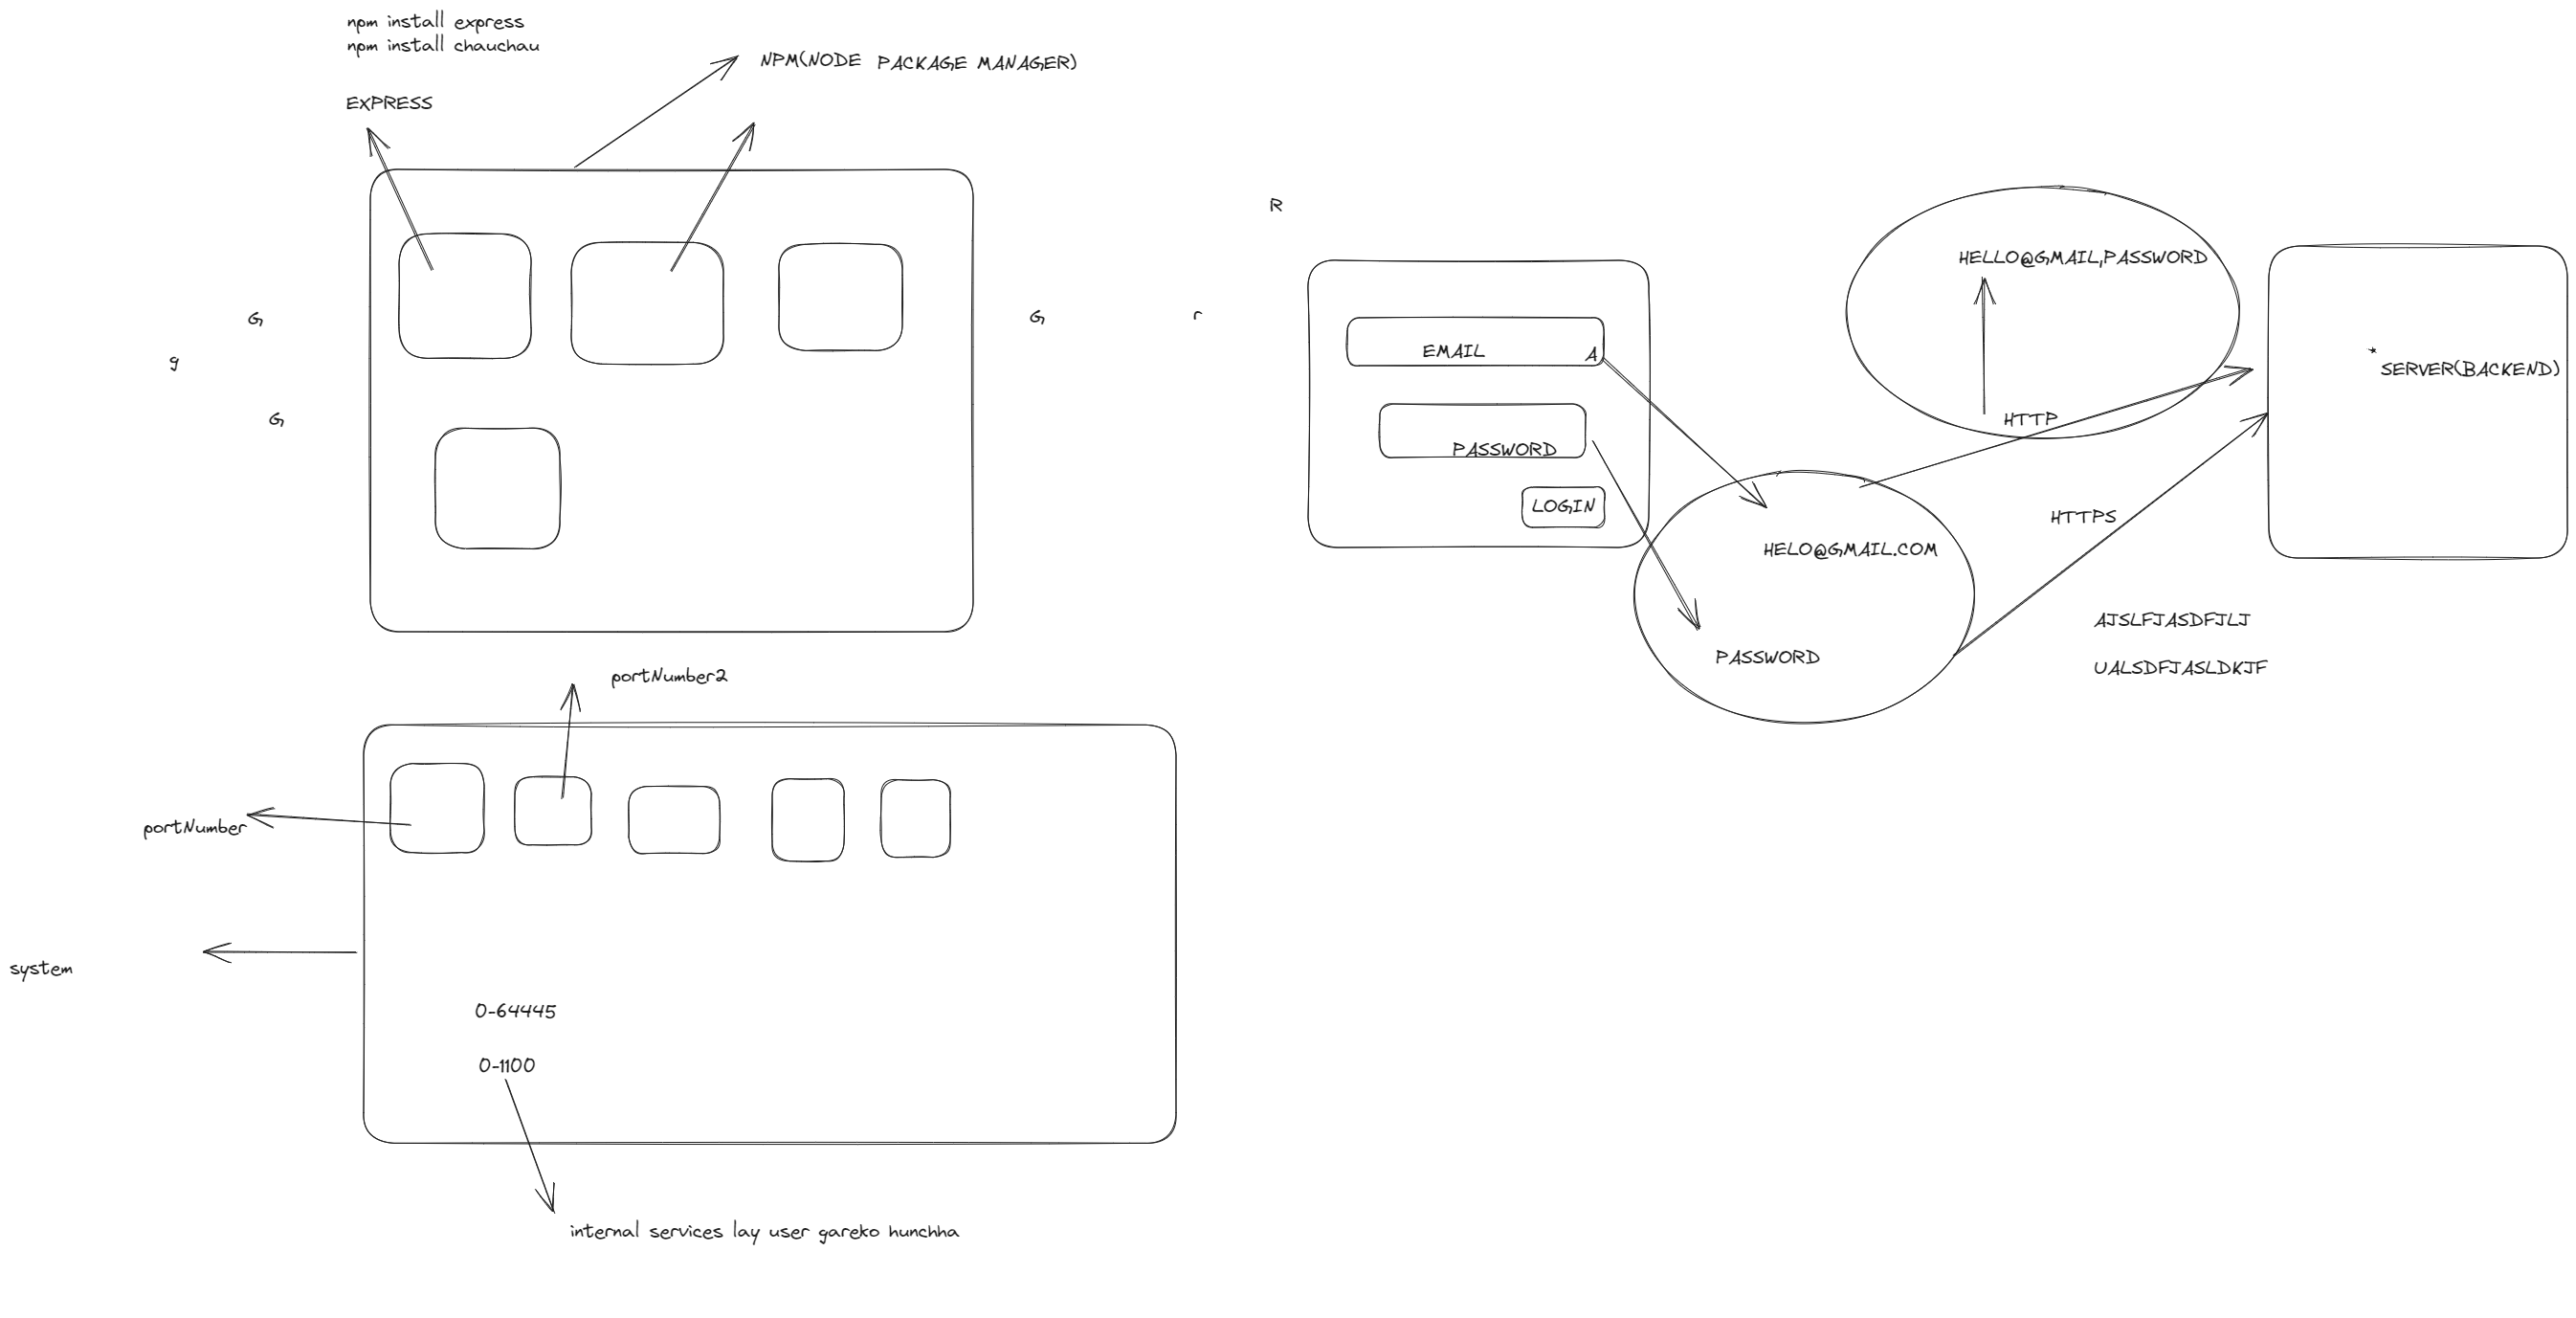 npm install express
npm install chauchau
NPM(NODE PACKAGE MANAGER)
EXPRESS
G
g
G
G
r
R
EMAIL
A
PASSWORD
LOGIN
HELLO@GMAIL,PASSWORD
HTTP
*
SERVER(BACKEND)
HTTPS
HELO@GMAIL.COM
PASSWORD
AJSLFJASDFJLJ
UALSDFJASLDKJF
portNumber2
portNumber
system
0-64445
0-1100
internal services lay user gareko hunchha